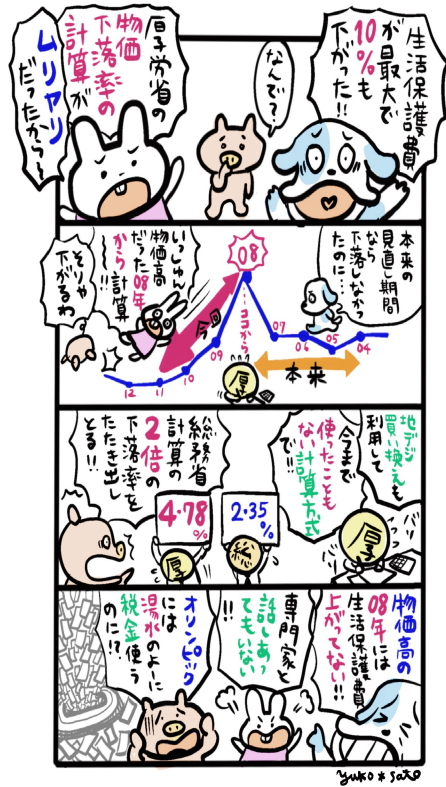 生活保護費
が最大で
10%も
下がった!!
なんで?
厚労省の
物価
下落率の
計算が
ムリヤリ
だったから〜
本来の
見直し期間
なら
下落しなかっ
たのに…
08
…ココから
いっしゅん
物価高
だった08年
から計算
!!
そりゃ
下がるわ
今回
本来
12
11
10
09
07
06
05
04
厚
地デジ
買い換えも
利用して
今まで
使ったことも
ない計算方式
で!!
厚
総務省
計算の
2倍の
下落率を
たたき出し
とる!!
2.35
%
総
4.78
%
厚
物価高の
08年には
生活保護費
上がってない!!
専門家と
話しあっ
てもいない
!!
オリンピック
には
湯水のよーに
税金使う
のに!?
yuko*sato